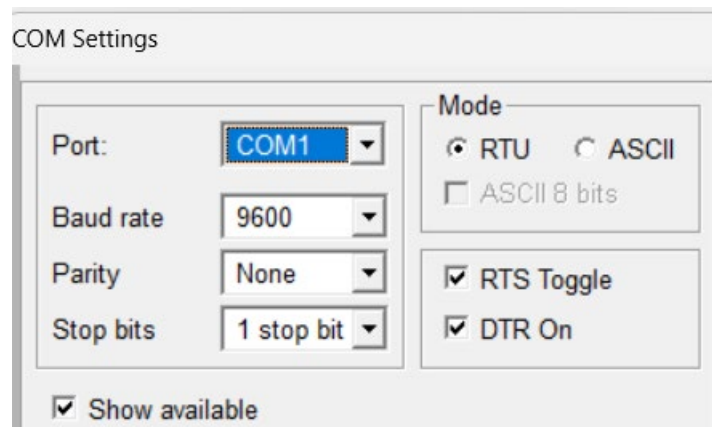 COM Settings
Port: COM1
Baud rate 9600
Parity None
Stop bits 1 stop bit
Show available
Mode
RTU ASCII
ASCII 8 bits
RTS Toggle
DTR On